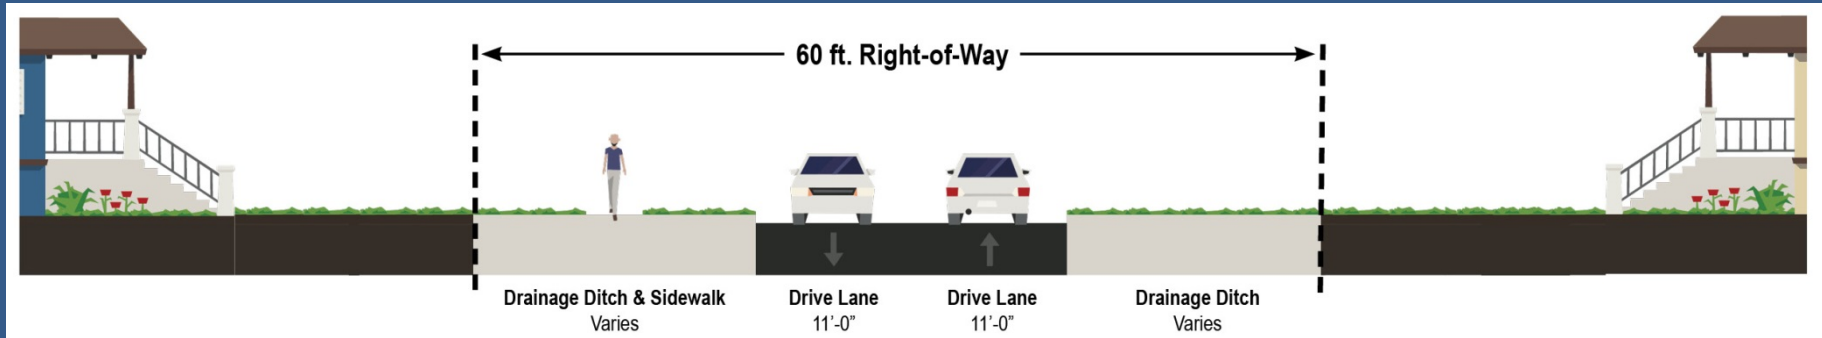 60 ft. Right-of-Way
Drainage Ditch & Sidewalk
Varies
Drive Lane
11’-0”
Drive Lane
11’-0”
Drainage Ditch
Varies